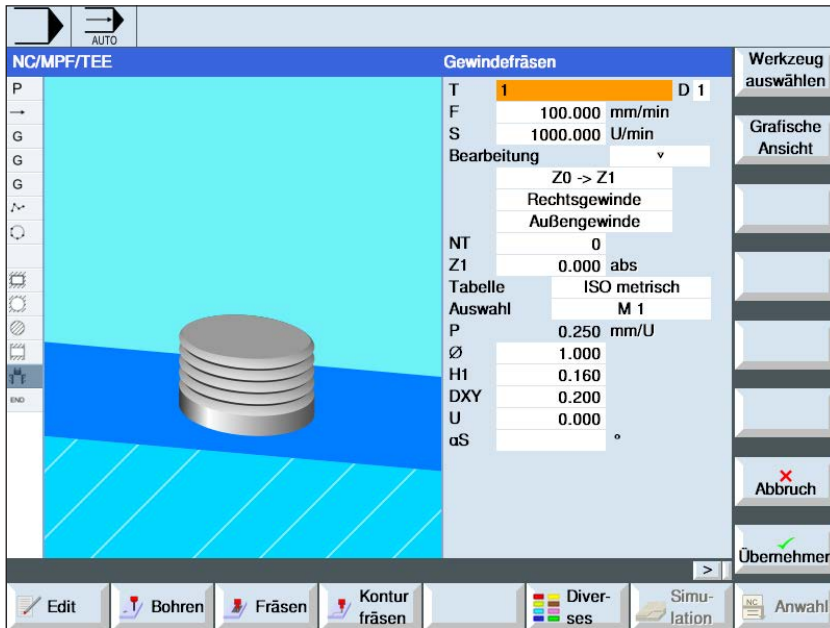 AUTO
NC/MPF/TEE
Gewindefräsen
P
G
G
G
END
T 1 D 1
F 100.000 mm/min
S 1000.000 U/min
Bearbeitung ▿
Z0 -> Z1
Rechtsgewinde
Außengewinde
NT 0
Z1 0.000 abs
Tabelle ISO metrisch
Auswahl M 1
P 0.250 mm/U
Ø 1.000
H1 0.160
DXY 0.200
U 0.000
αS °
Werkzeug
auswählen
Grafische
Ansicht
Abbruch
Übernehmer
>
Edit
Bohren
Fräsen
Kontur
fräsen
Diver-
ses
Simu-
lation
NC
Anwahl